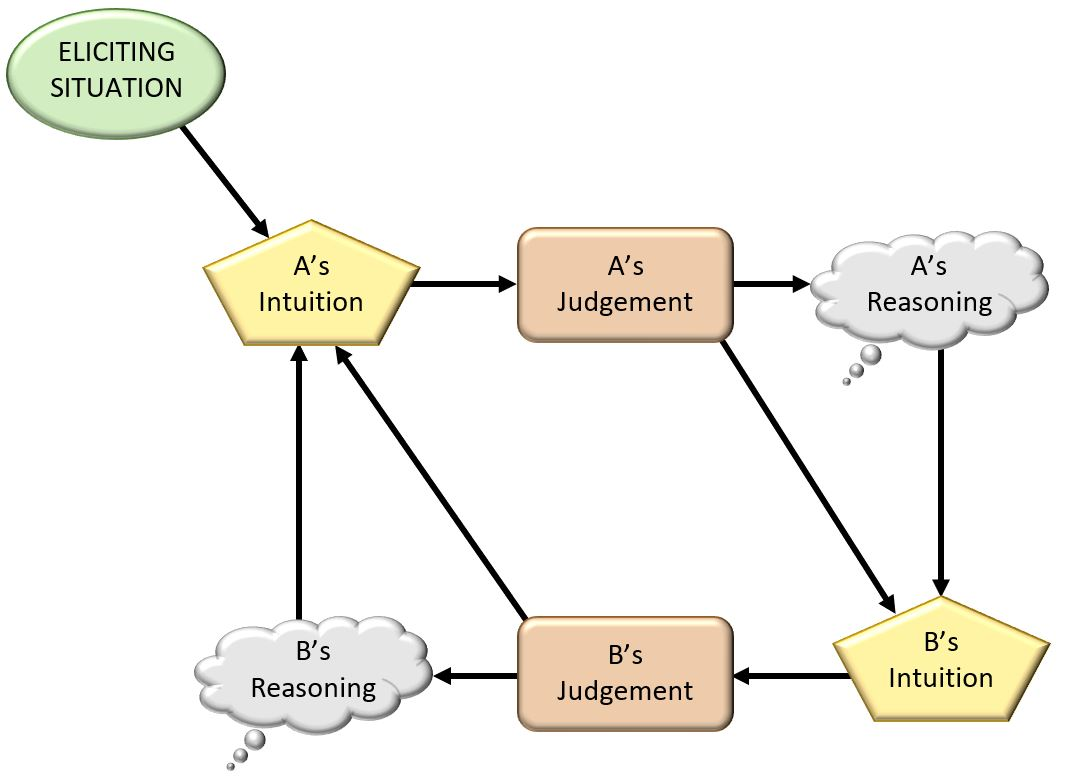 ELICITING
SITUATION
A’s
Intuition
A’s
Judgement
A’s
Reasoning
B’s
Reasoning
B’s
Judgement
B’s
Intuition